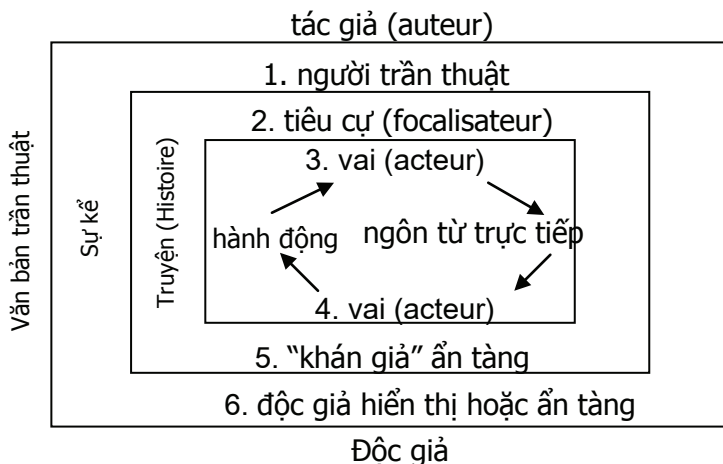 tác giả (auteur)
1. người trần thuật
2. tiêu cự (focalisateur)
3. vai (acteur)
hành động
ngôn từ trực tiếp
4. vai (acteur)
5. “khán giả” ẩn tàng
6. độc giả hiển thị hoặc ẩn tàng
Độc giả
Văn bản trần thuật
Sự kể
Truyện (Histoire)